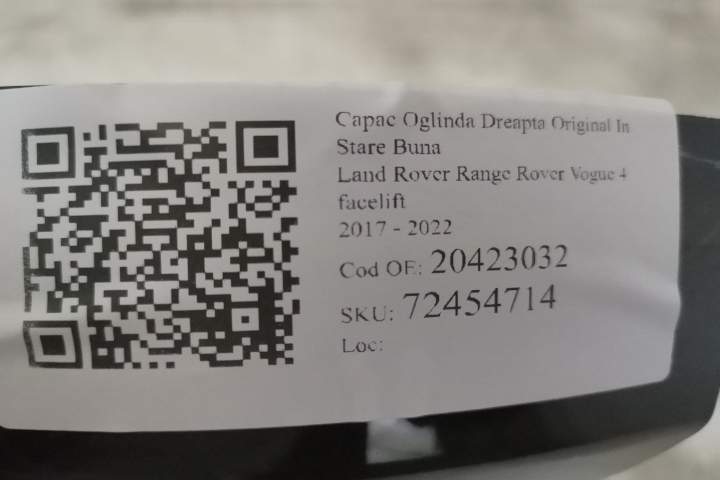 Capac Oglinda Dreapta Original In
Stare Buna
Land Rover Range Rover Vogue 4
facelift
2017 - 2022
Cod OE: 20423032
SKU: 72454714
Loc: